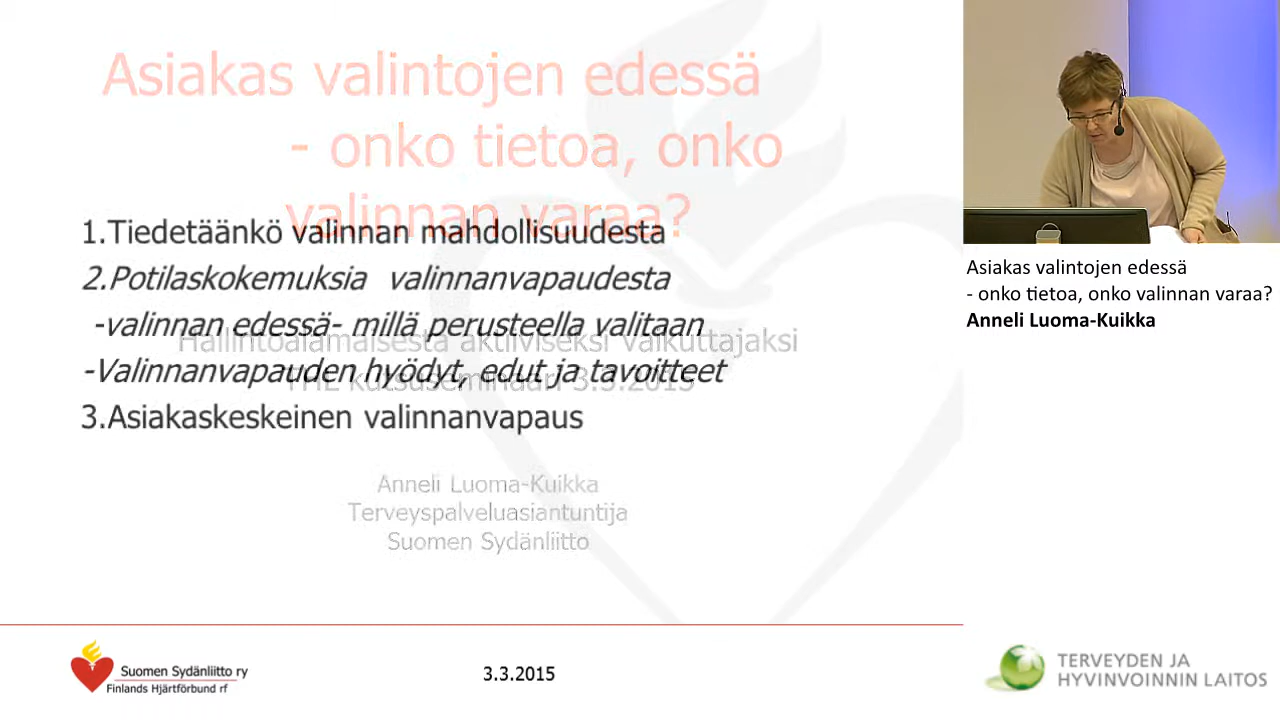 Asiakas valintojen edessä
- onko tietoa, onko
valinnan varaa?
1.Tiedetäänkö valinnan mahdollisuudesta
2.Potilaskokemuksia valinnanvapaudesta
-valinnan edessä- millä perusteella valitaan
Hallintoalamaisesta aktiiviseksi vaikuttajaksi
-Valinnanvapauden hyödyt, edut ja tavoitteet
THL kutsuseminaari 3.3.2015
3.Asiakaskeskeinen valinnanvapaus
Anneli Luoma-Kuikka
Terveyspalveluasiantuntija
Suomen Sydänliitto
Suomen Sydänliitto ry
Finlands Hjärtförbund rf
3.3.2015
Asiakas valintojen edessä
- onko tietoa, onko valinnan varaa?
Anneli Luoma-Kuikka
TERVEYDEN JA
HYVINVOINNIN LAITOS